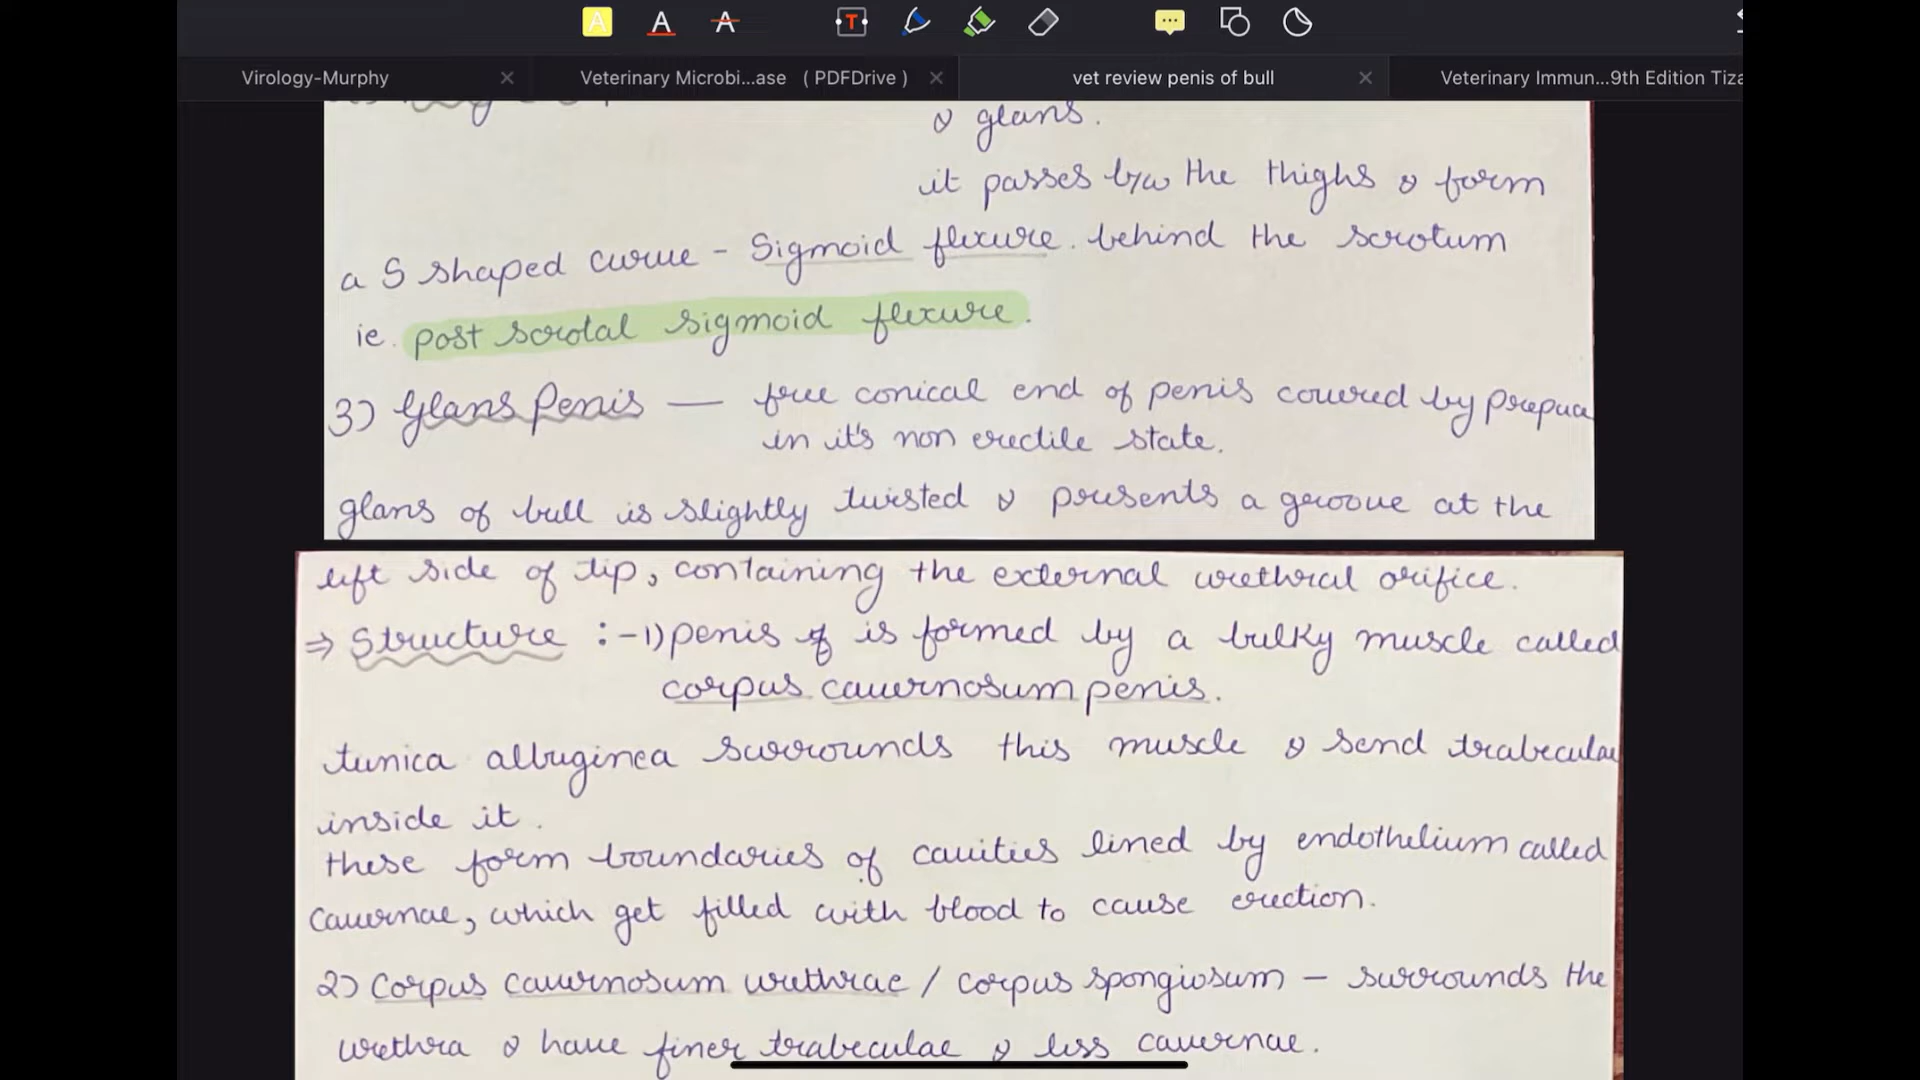 Virology-Murphy
Veterinary Microbi...ase ( PDFDrive )
vet review penis of bull
Veterinary Immun...9th Edition Tiza
& glans.
it passes b/w the thighs & form
a S shaped curve - Sigmoid flexure. behind the scrotum
ie. post scrotal sigmoid flexure.
3) Glans Penis — free conical end of penis covered by prepuce
in it's non erectile state.
glans of bull is slightly twisted & presents a groove at the
left side of tip, containing the external urethral orifice.
⇒ Structure :- 1) penis is formed by a bulky muscle called
corpus cavernosum penis.
tunica albuginea surrounds this muscle & send trabeculae
inside it.
these form boundaries of cavities lined by endothelium called
cavernae, which get filled with blood to cause erection.
2) Corpus cavernosum urethrae / corpus spongiosum — surrounds the
urethra & have finer trabeculae & less cavernae.